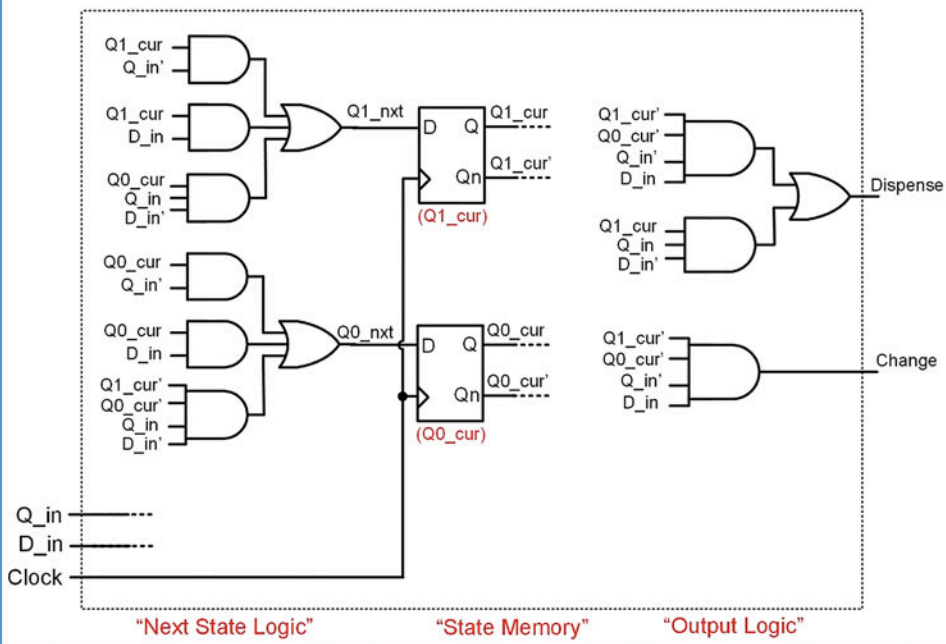 Q1_cur
Q_in'
Q1_cur
D_in
Q0_cur
Q_in
D_in'
Q1_nxt
D
Q
Qn
Q1_cur
Q1_cur'
(Q1_cur)
Q0_cur
Q_in'
Q0_cur
D_in
Q1_cur'
Q0_cur'
Q_in
D_in'
Q0_nxt
D
Q
Qn
Q0_cur
Q0_cur'
(Q0_cur)
Q1_cur'
Q0_cur'
Q_in'
D_in
Q1_cur
Q_in
D_in'
Dispense
Q1_cur'
Q0_cur'
Q_in'
D_in
Change
Q_in
D_in
Clock
“Next State Logic”
“State Memory”
“Output Logic”